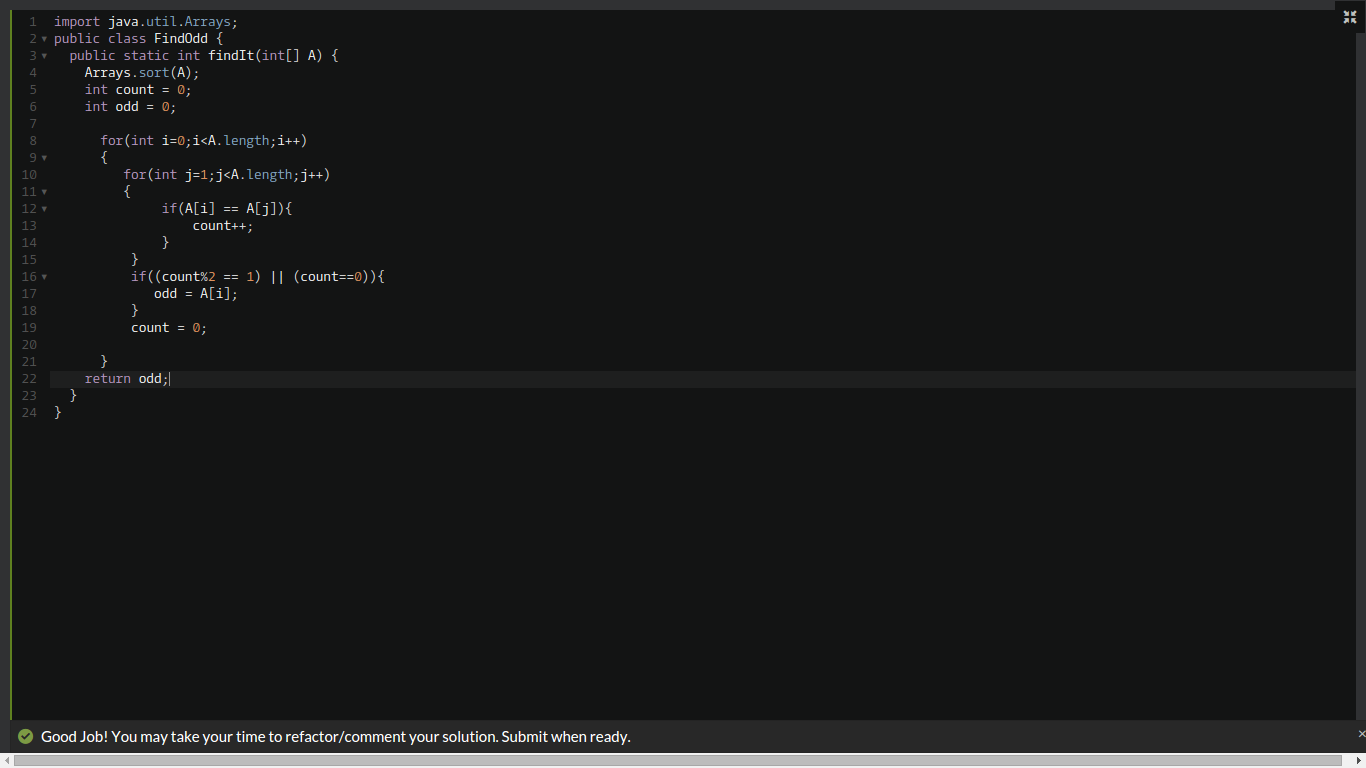 1 import java.util.Arrays;
2 public class FindOdd {
3 public static int findIt(int[] A) {
4 Arrays.sort(A);
5 int count = 0;
6 int odd = 0;
7
8 for(int i=0;i<A.length;i++)
9 {
10 for(int j=1;j<A.length;j++)
11 {
12 if(A[i] == A[j]){
13 count++;
14 }
15 }
16 if((count%2 == 1) || (count==0)){
17 odd = A[i];
18 }
19 count = 0;
20
21 }
22 return odd;
23 }
24 }
Good Job! You may take your time to refactor/comment your solution. Submit when ready.